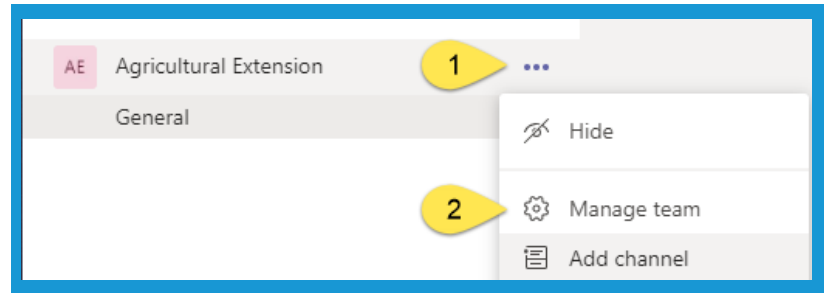 AE Agricultural Extension 1 •••
General
Hide
2 Manage team
Add channel